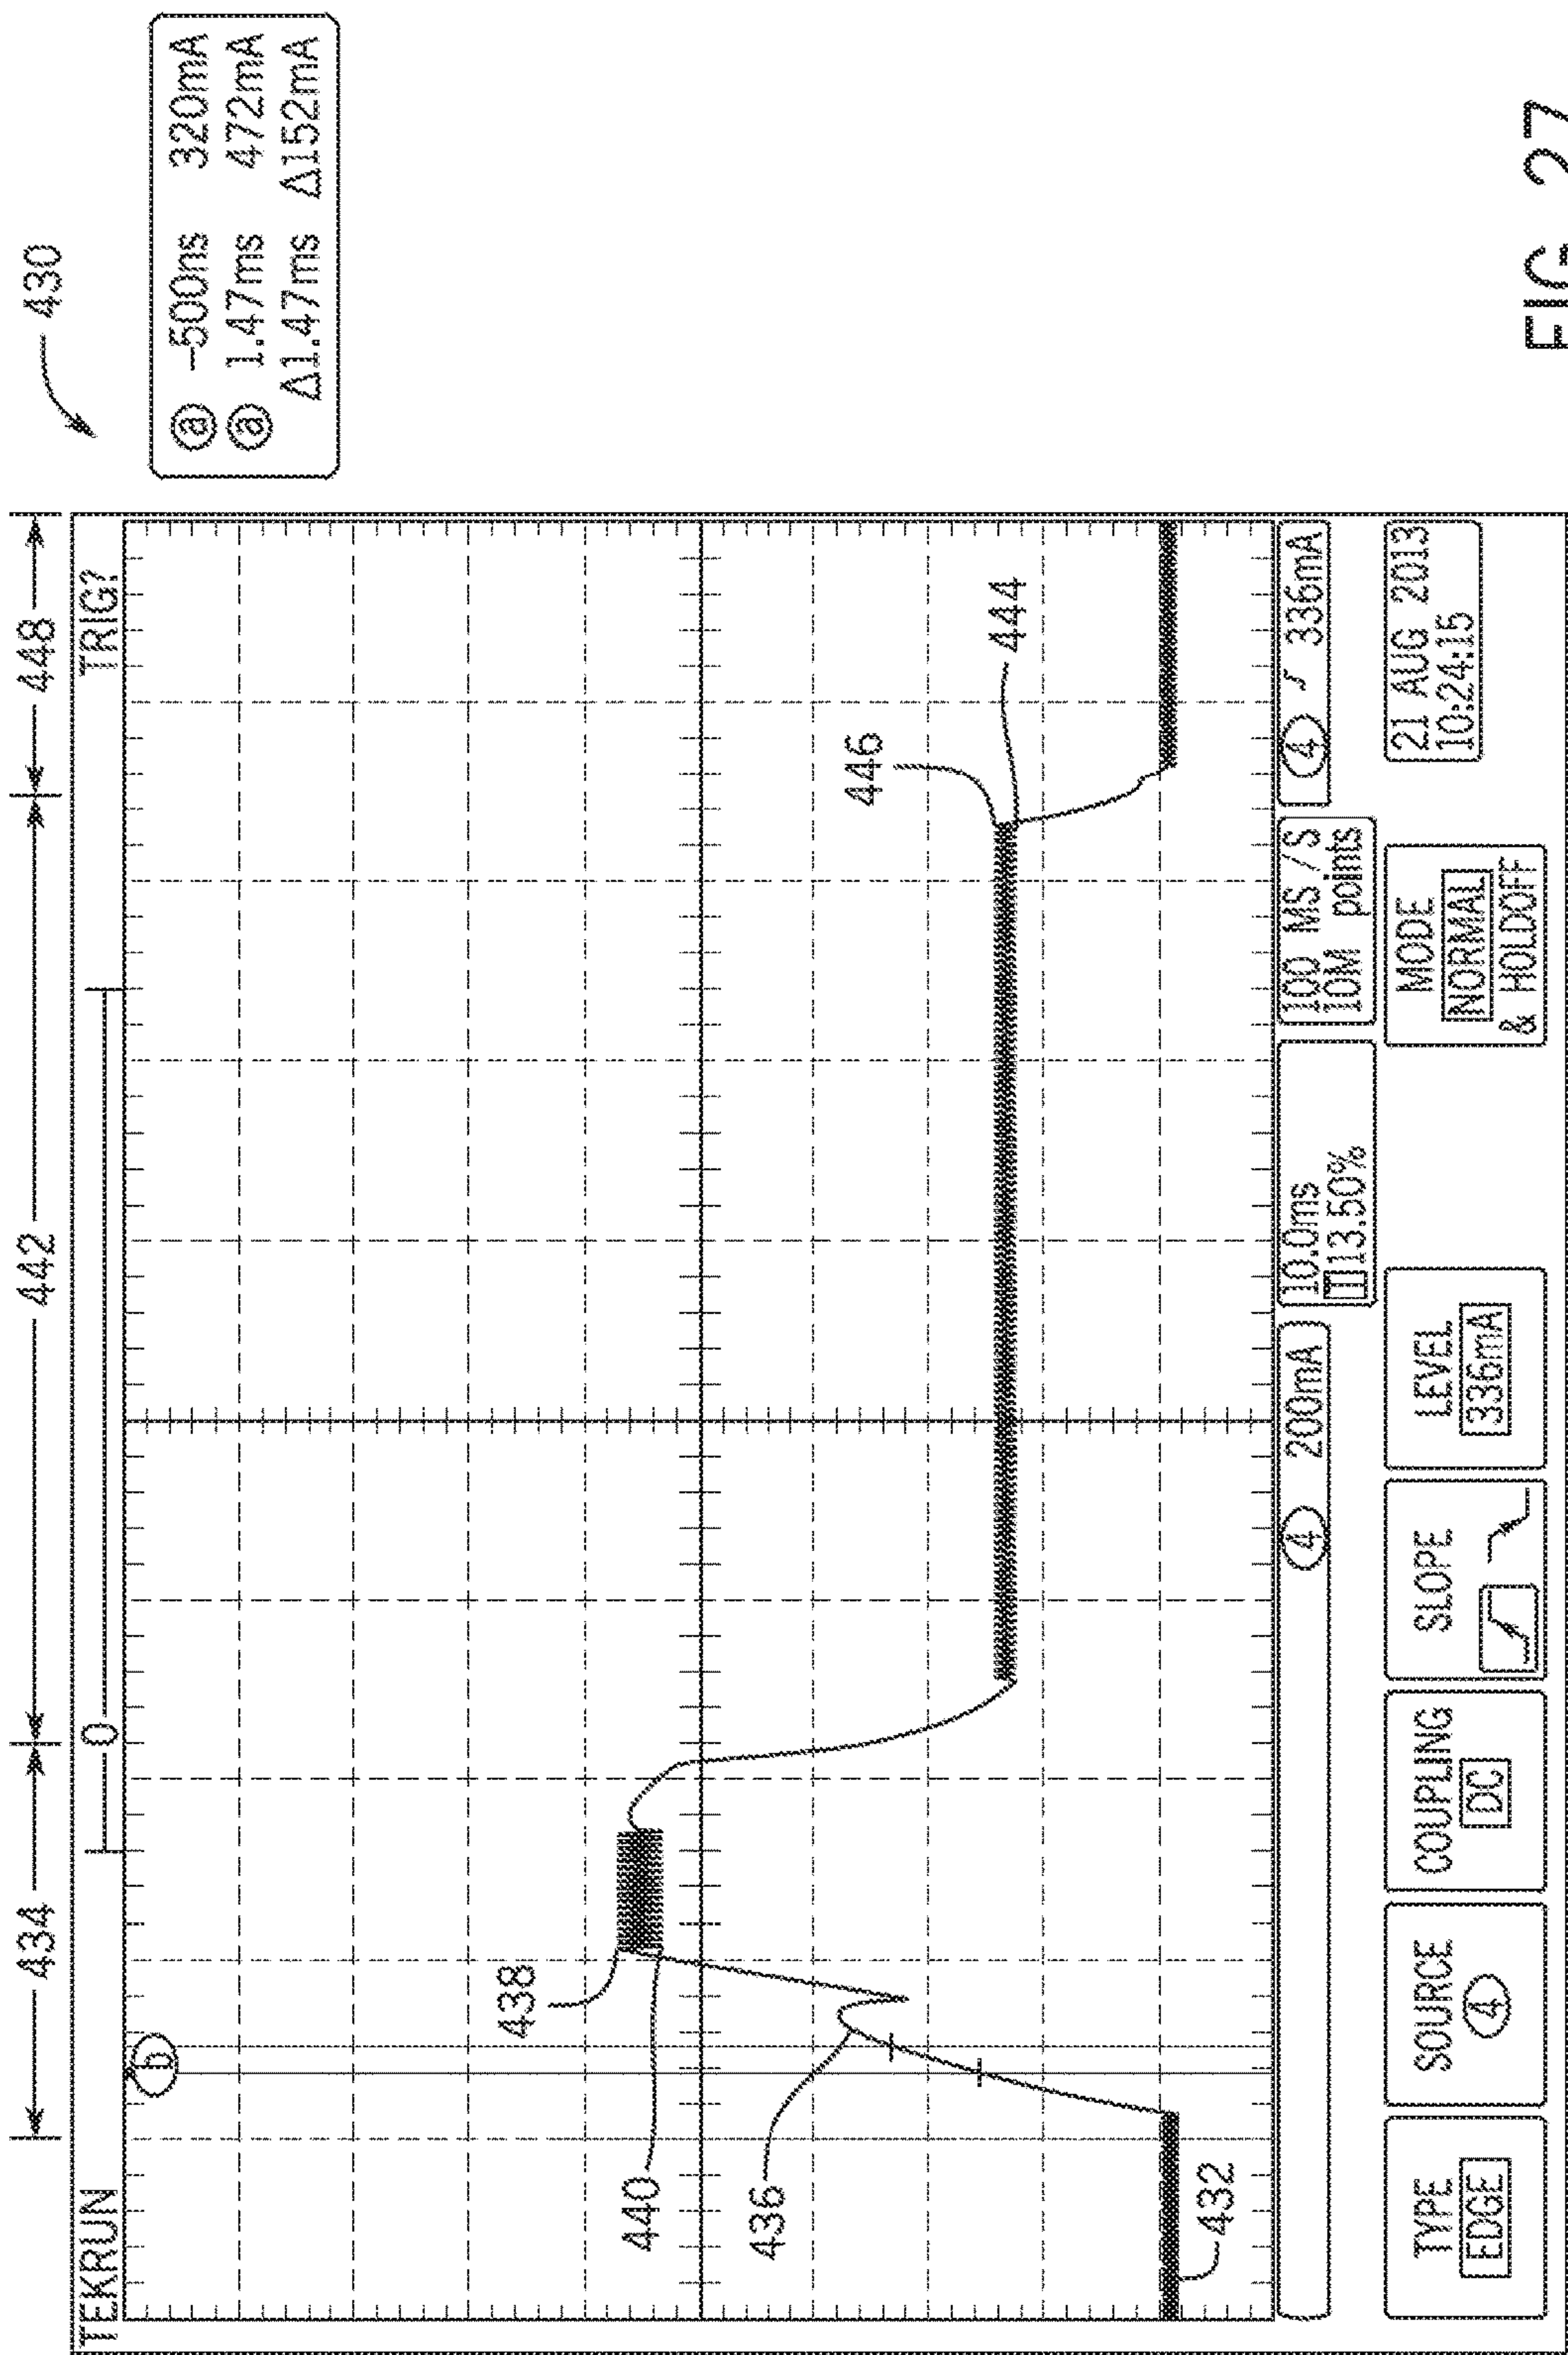 430
434
442
448
TEKRUN
0
TRIG?
ⓐ -500ns 320mA
ⓐ 1.47ms 472mA
Δ1.47ms Δ152mA
ⓑ
438
440
436
432
446
444
④ 200mA
10.0ms
T 13.50%
100 MS/S
10M points
④ 336mA
TYPE
EDGE
SOURCE
④
COUPLING
DC
SLOPE
LEVEL
336mA
MODE
NORMAL
& HOLDOFF
21 AUG 2013
10:24:15
FIG. 27